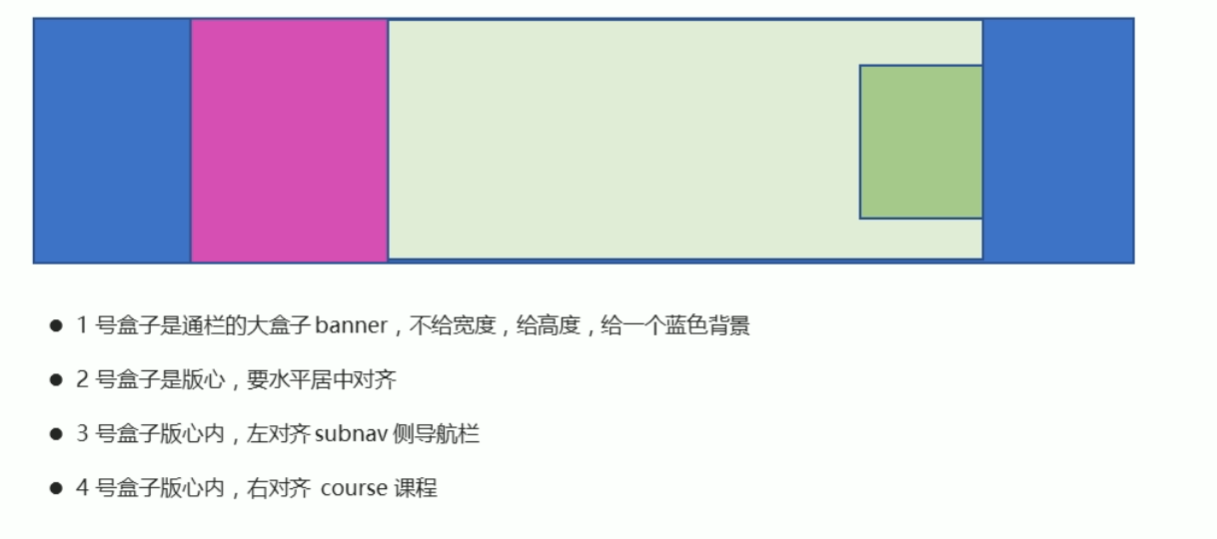 ● 1 号盒子是通栏的大盒子 banner，不给宽度，给高度，给一个蓝色背景
● 2 号盒子是版心，要水平居中对齐
● 3 号盒子版心内，左对齐 subnav 侧导航栏
● 4 号盒子版心内，右对齐 course 课程